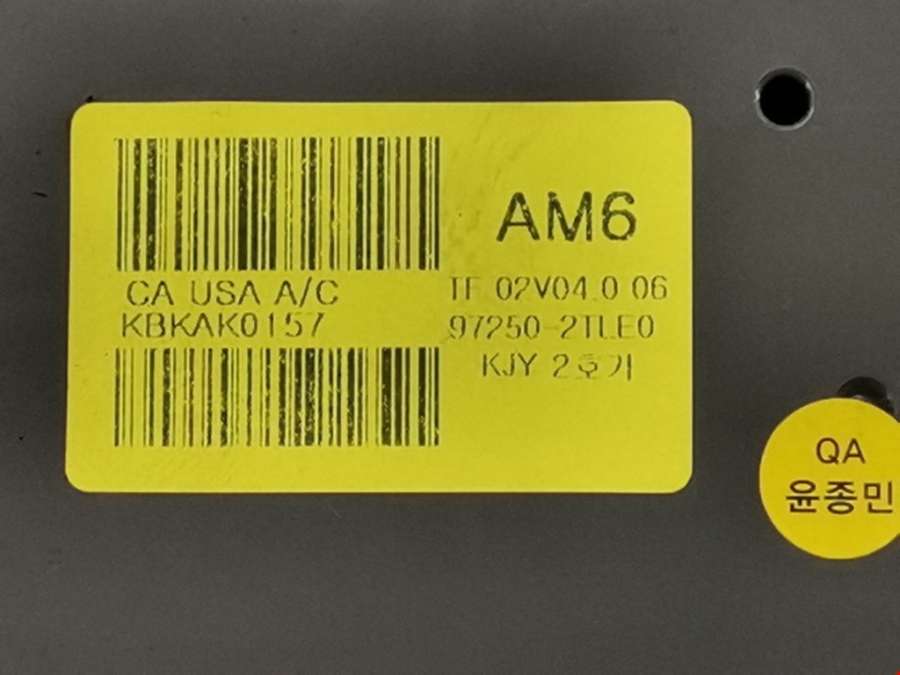 AM6
CA USA A/C
KBKAK0157
TF 02V04.0 06
97250-2TLE0
KJY 2호기
QA
윤종민